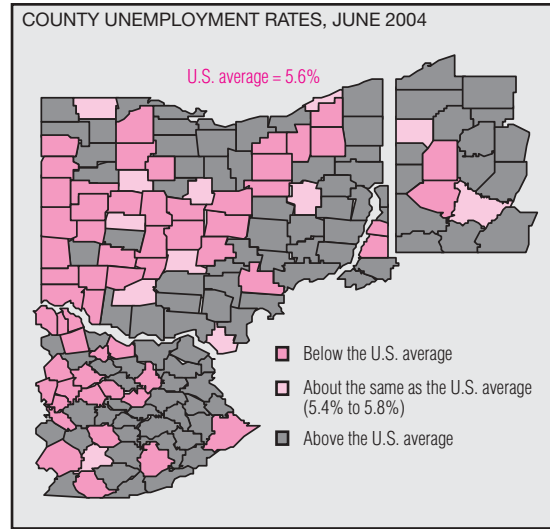 COUNTY UNEMPLOYMENT RATES, JUNE 2004
U.S. average = 5.6%
Below the U.S. average
About the same as the U.S. average
(5.4% to 5.8%)
Above the U.S. average